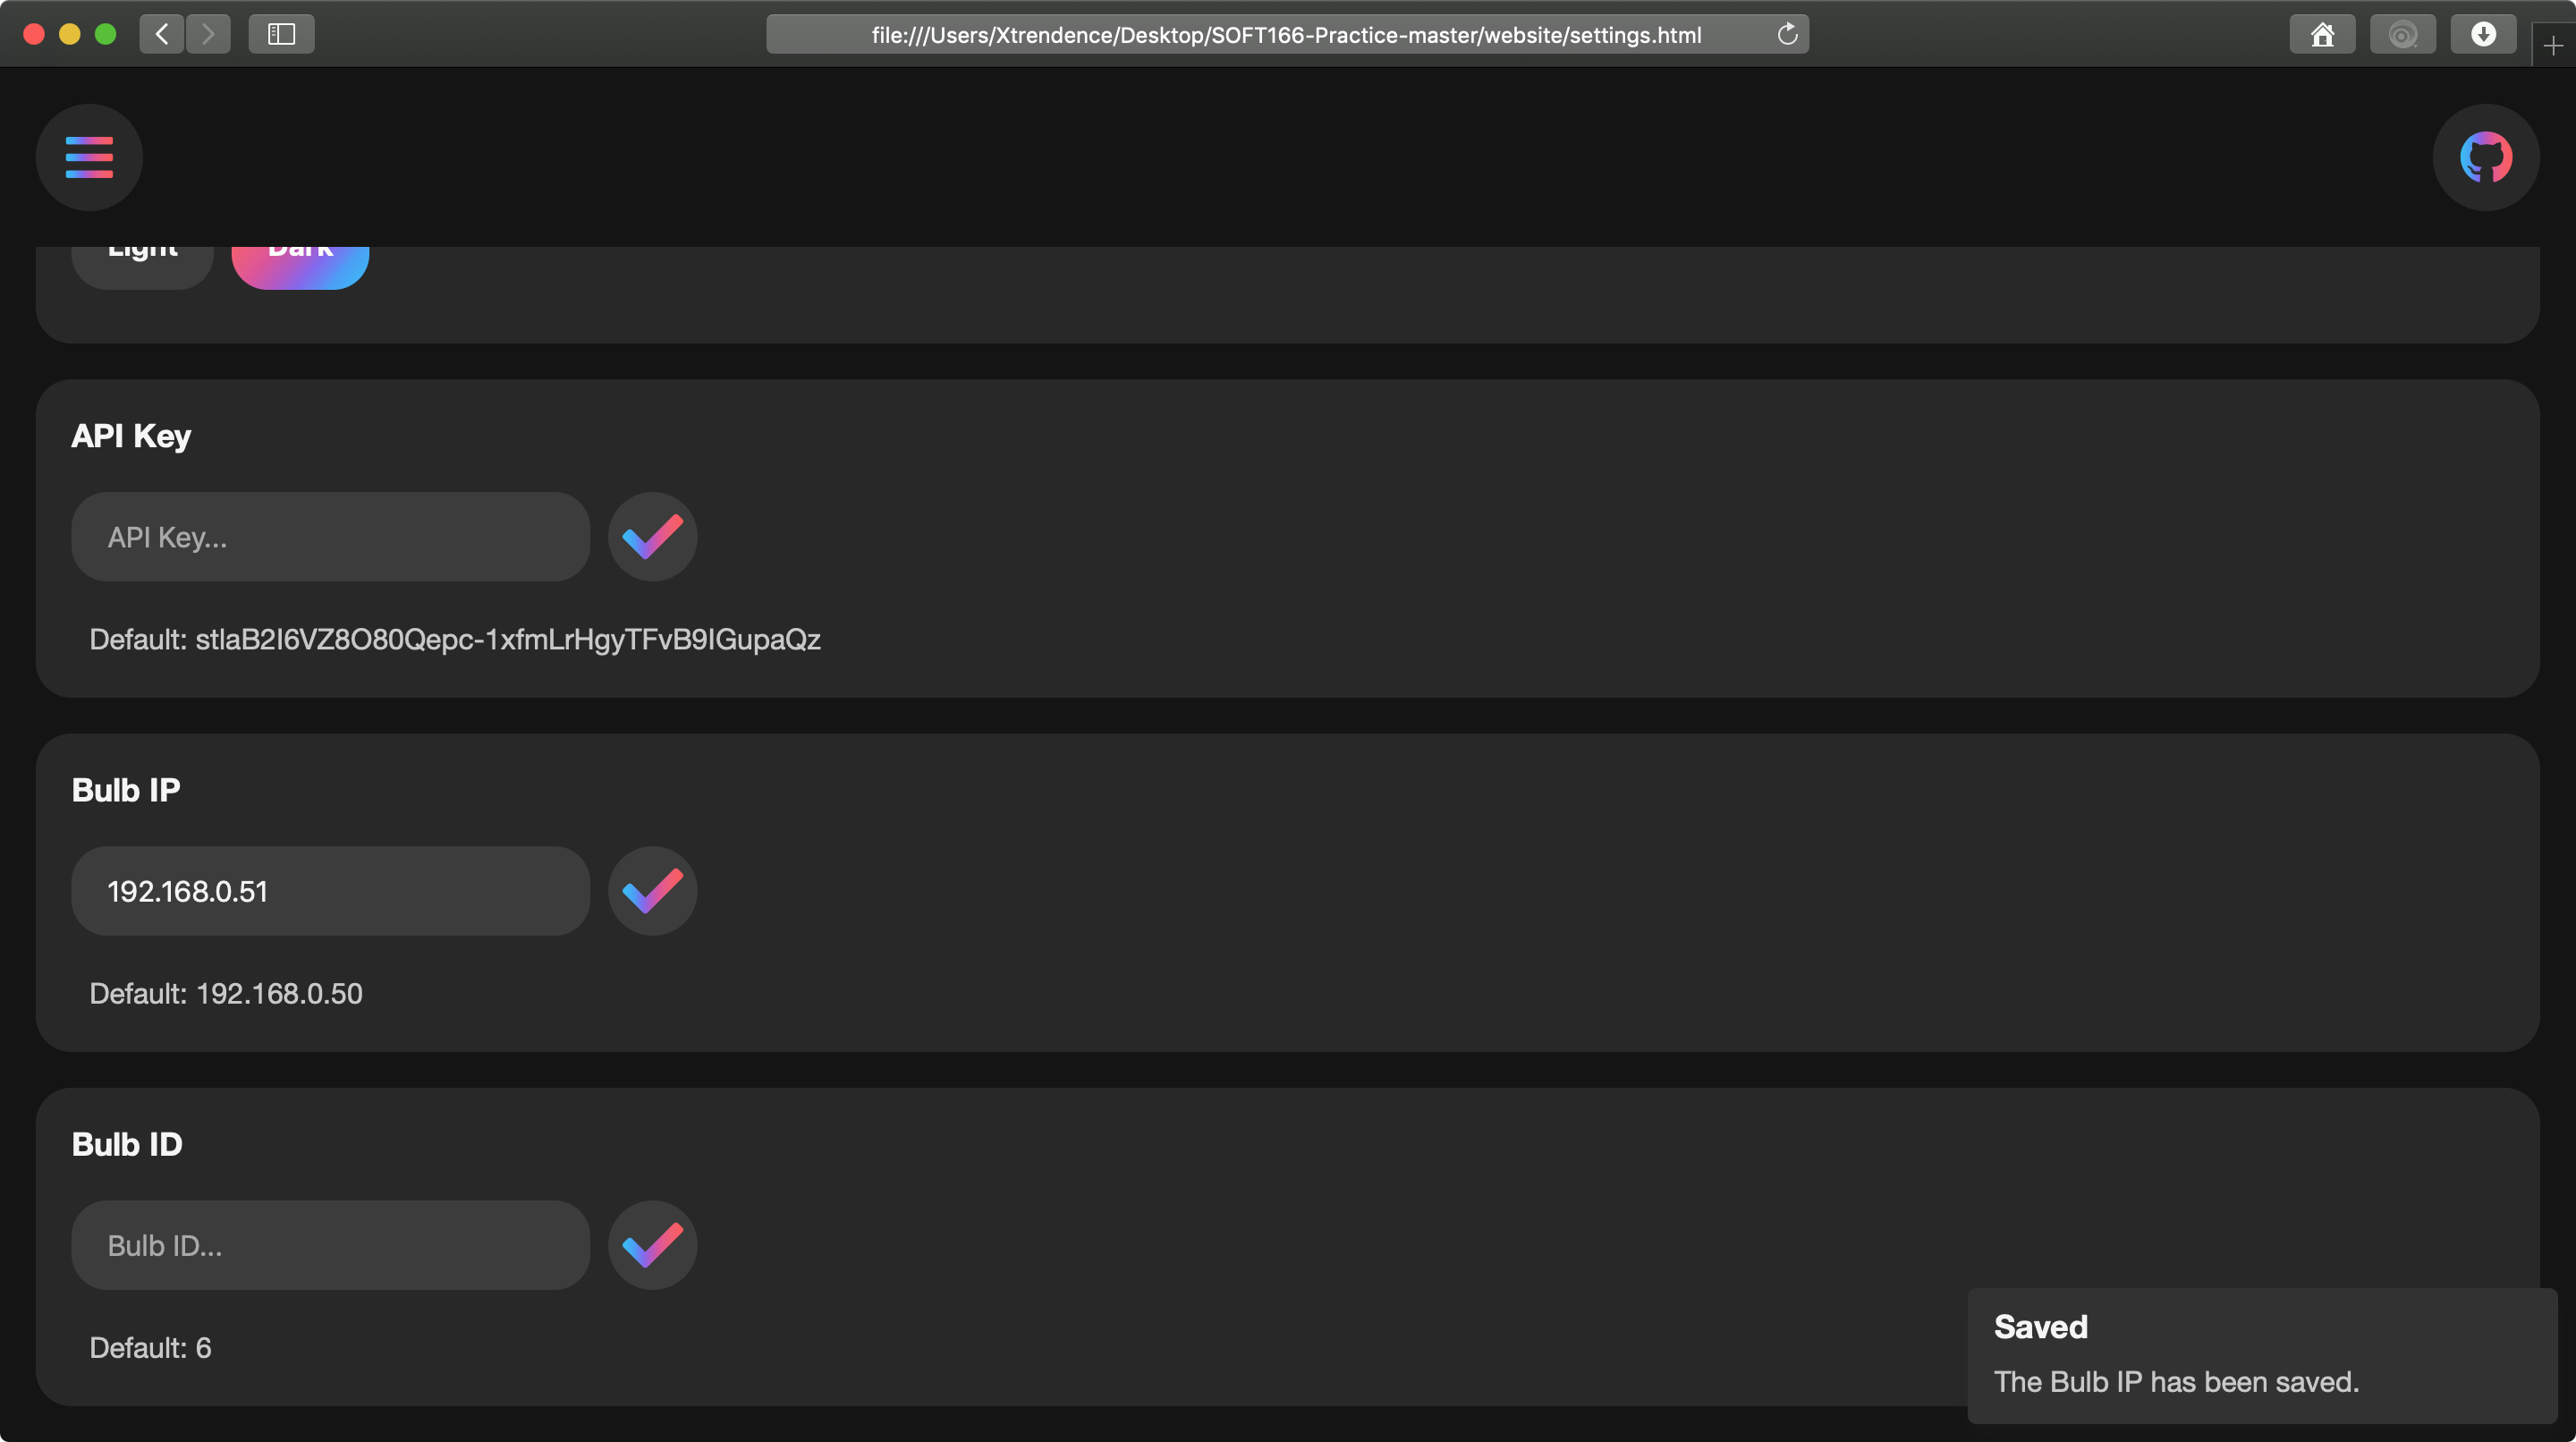 file:///Users/Xtrendence/Desktop/SOFT166-Practice-master/website/settings.html
Light Dark
API Key
API Key...
Default: stlaB2I6VZ8O80Qepc-1xfmLrHgyTFvB9IGupaQz
Bulb IP
192.168.0.51
Default: 192.168.0.50
Bulb ID
Bulb ID...
Default: 6
Saved
The Bulb IP has been saved.